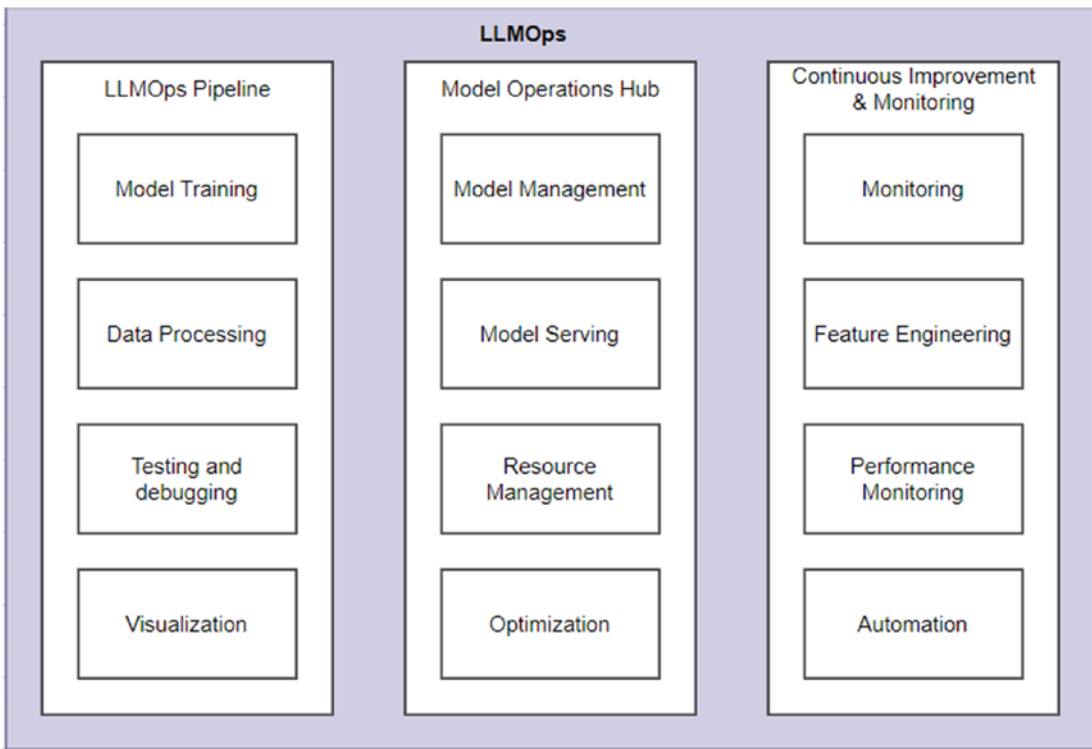 LLMOps
LLMOps Pipeline
Model Training
Data Processing
Testing and
debugging
Visualization
Model Operations Hub
Model Management
Model Serving
Resource
Management
Optimization
Continuous Improvement
& Monitoring
Monitoring
Feature Engineering
Performance
Monitoring
Automation